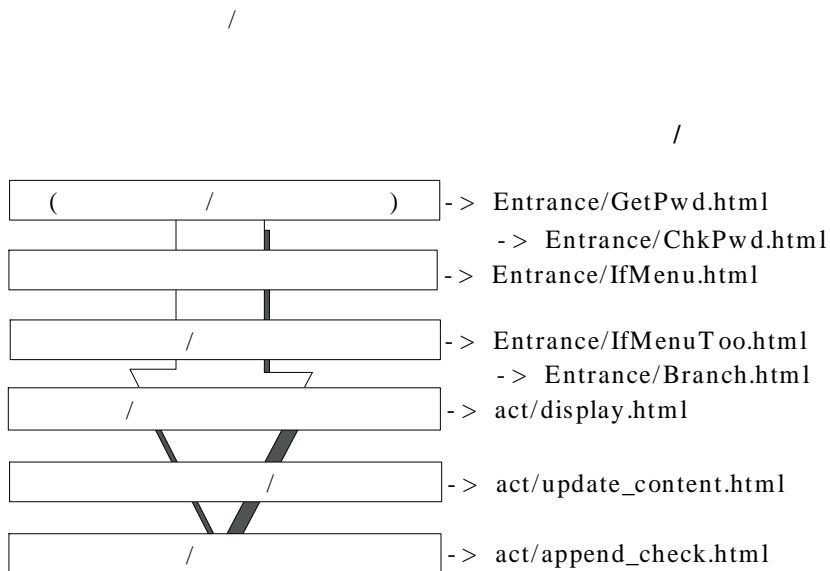 /
/
( / ) -> Entrance/GetPwd.html
-> Entrance/ChkPwd.html
-> Entrance/IfMenu.html
/ -> Entrance/IfMenuToo.html
-> Entrance/Branch.html
/ -> act/display.html
/ -> act/update_content.html
/ -> act/append_check.html